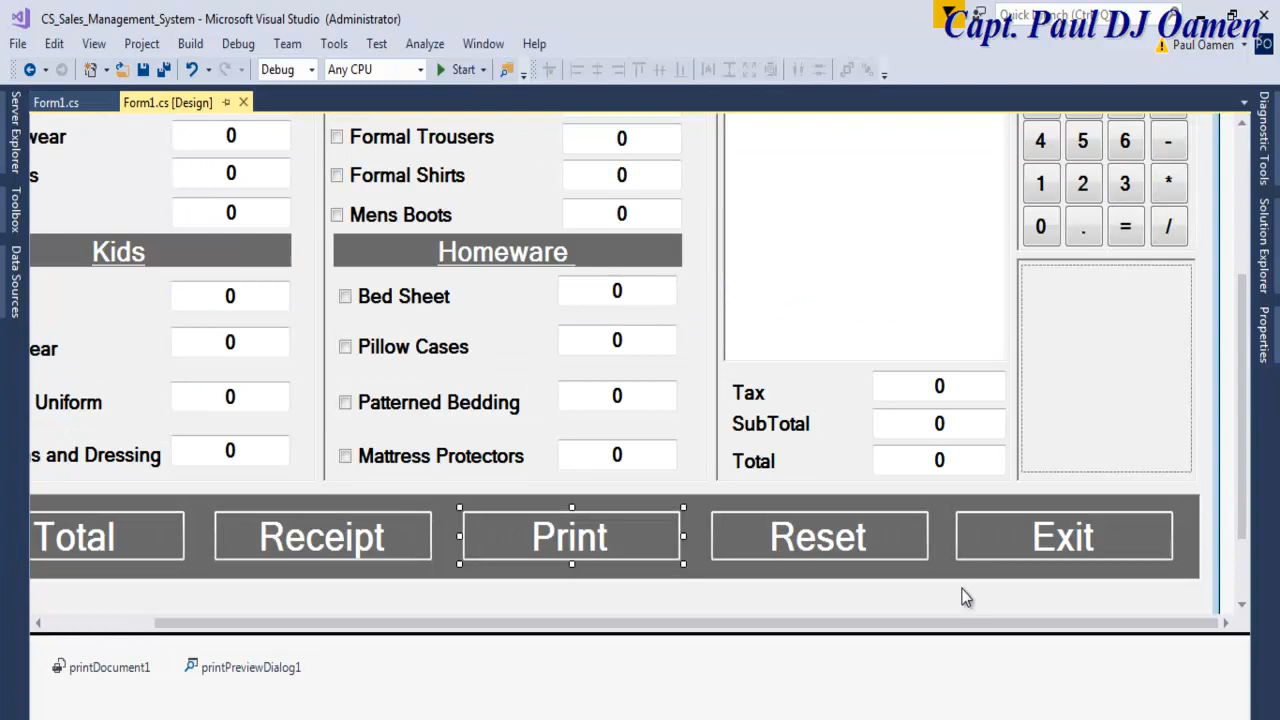 CS_Sales_Management_System - Microsoft Visual Studio (Administrator)
Capt. Paul DJ Oamen
File Edit View Project Build Debug Team Tools Test Analyze Window Help
Paul Oamen PO
Debug Any CPU Start
Form1.cs Form1.cs [Design]
Server Explorer
Toolbox
Data Sources
wear 0 Formal Trousers 0 4 5 6 -
s 0 Formal Shirts 0 1 2 3 *
0 Mens Boots 0 0 . = /
Kids Homeware
0 Bed Sheet 0
ear 0 Pillow Cases 0
Uniform 0 Patterned Bedding 0 Tax 0
SubTotal 0
s and Dressing 0 Mattress Protectors 0 Total 0
Total Receipt Print Reset Exit
printDocument1 printPreviewDialog1
Diagnostic Tools
Solution Explorer
Properties